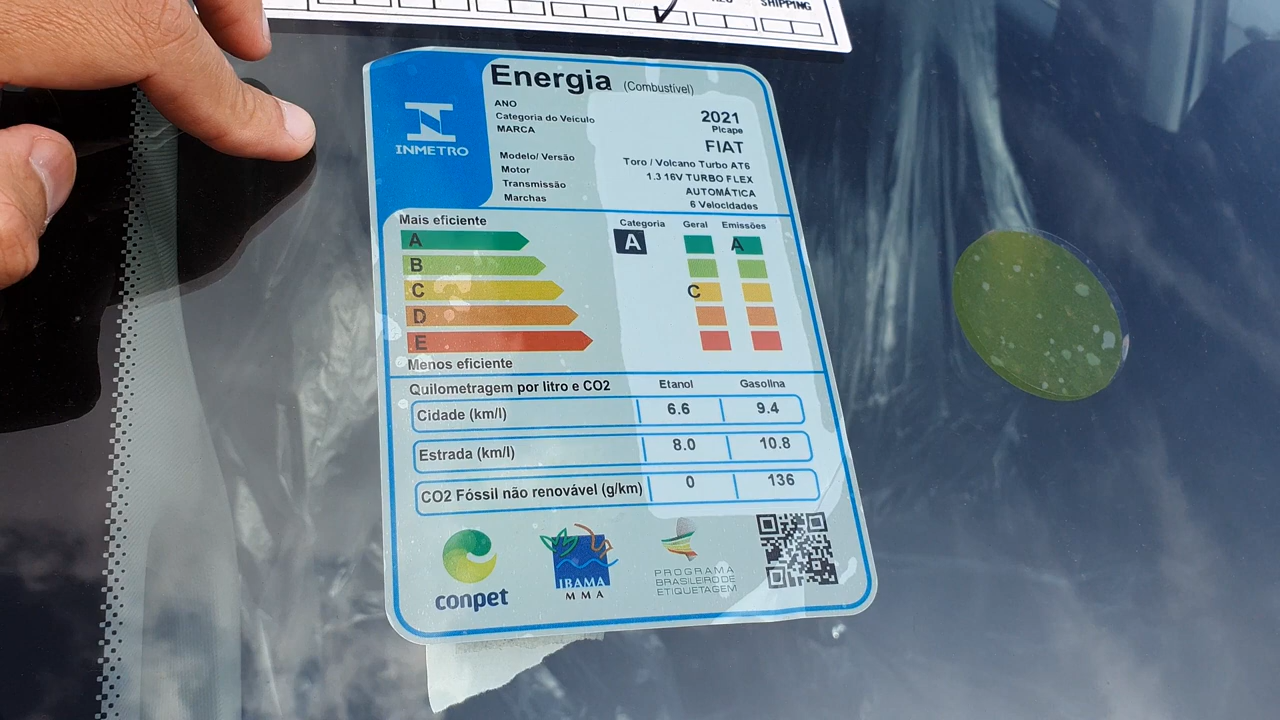 SHIPPING
Energia (Combustível)
ANO 2021
Categoria do Veículo Picape
MARCA FIAT
Modelo/ Versão Toro / Volcano Turbo AT6
Motor 1.3 16V TURBO FLEX
Transmissão AUTOMÁTICA
Marchas 6 Velocidades
INMETRO
Mais eficiente
Categoria Geral Emissões
A A A
B
C C
D
E
Menos eficiente
Quilometragem por litro e CO2 Etanol Gasolina
Cidade (km/l) 6.6 9.4
Estrada (km/l) 8.0 10.8
CO2 Fóssil não renovável (g/km) 0 136
conpet
IBAMA
MMA
PROGRAMA
BRASILEIRO DE
ETIQUETAGEM